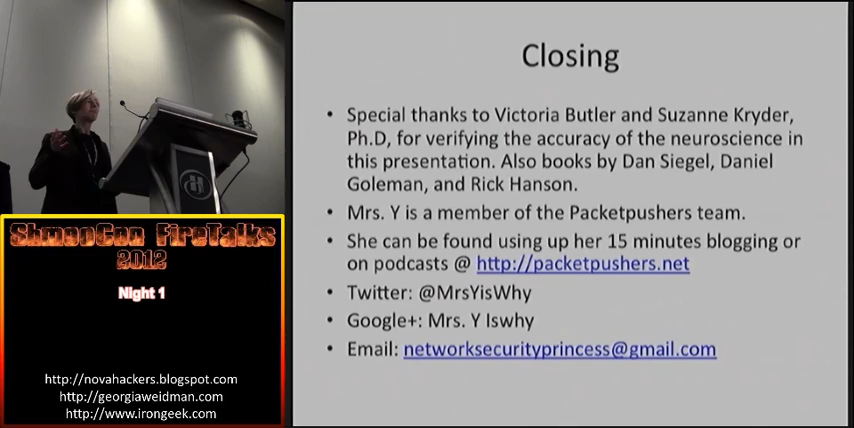 Closing
• Special thanks to Victoria Butler and Suzanne Kryder,
Ph.D, for verifying the accuracy of the neuroscience in
this presentation. Also books by Dan Siegel, Daniel
Goleman, and Rick Hanson.
• Mrs. Y is a member of the Packetpushers team.
• She can be found using up her 15 minutes blogging or
on podcasts @ http://packetpushers.net
• Twitter: @MrsYisWhy
• Google+: Mrs. Y Iswhy
• Email: networksecurityprincess@gmail.com
ShmooCon FireTalks
2012
Night 1
http://novahackers.blogspot.com
http://georgiaweidman.com
http://www.irongeek.com